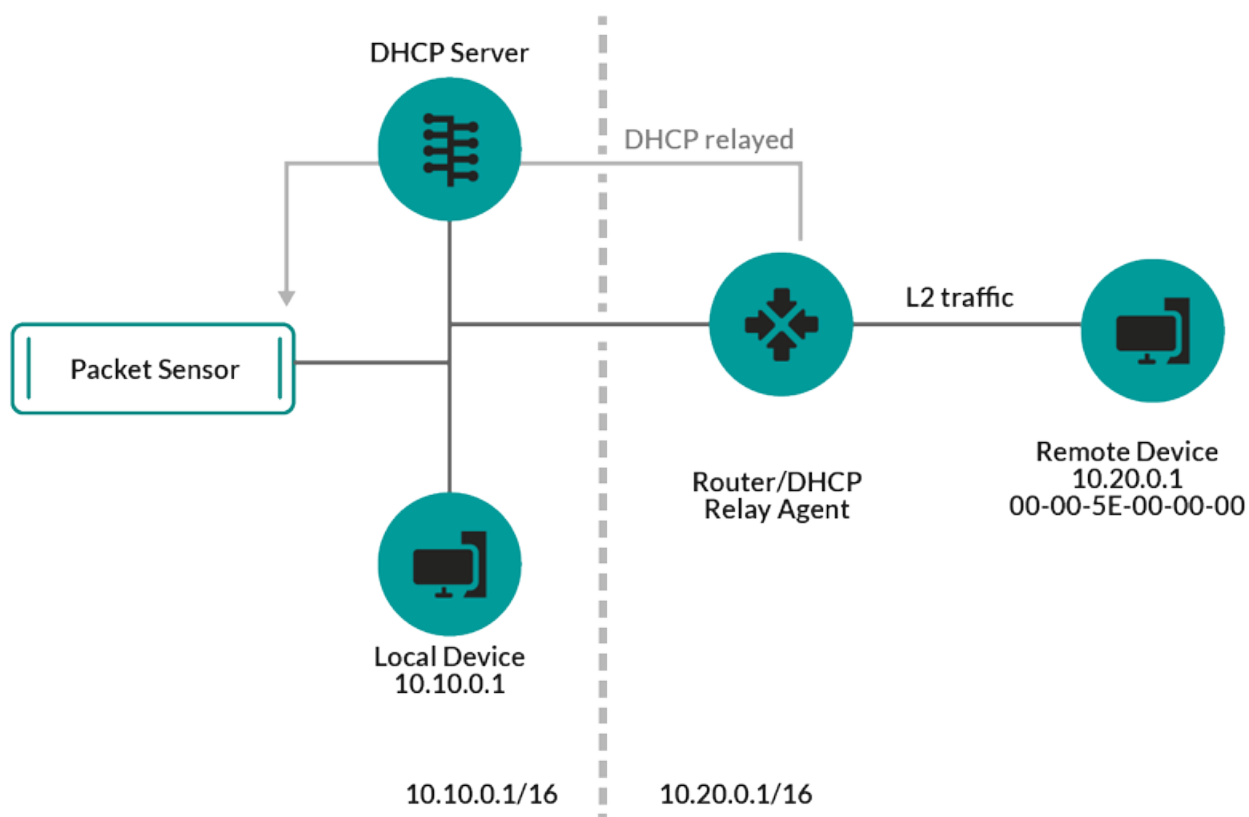 DHCP Server
DHCP relayed
L2 traffic
Packet Sensor
Router/DHCP
Relay Agent
Remote Device
10.20.0.1
00-00-5E-00-00-00
Local Device
10.10.0.1
10.10.0.1/16
10.20.0.1/16